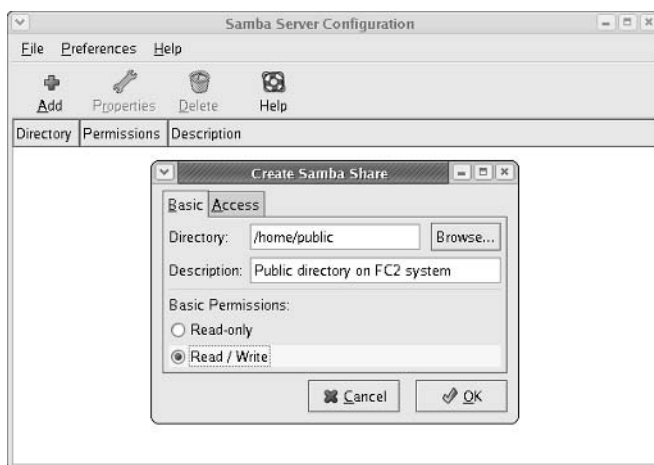 Samba Server Configuration
File Preferences Help
Add Properties Delete Help
Directory Permissions Description
Create Samba Share
Basic Access
Directory: /home/public Browse...
Description: Public directory on FC2 system
Basic Permissions:
Read-only
Read / Write
Cancel OK